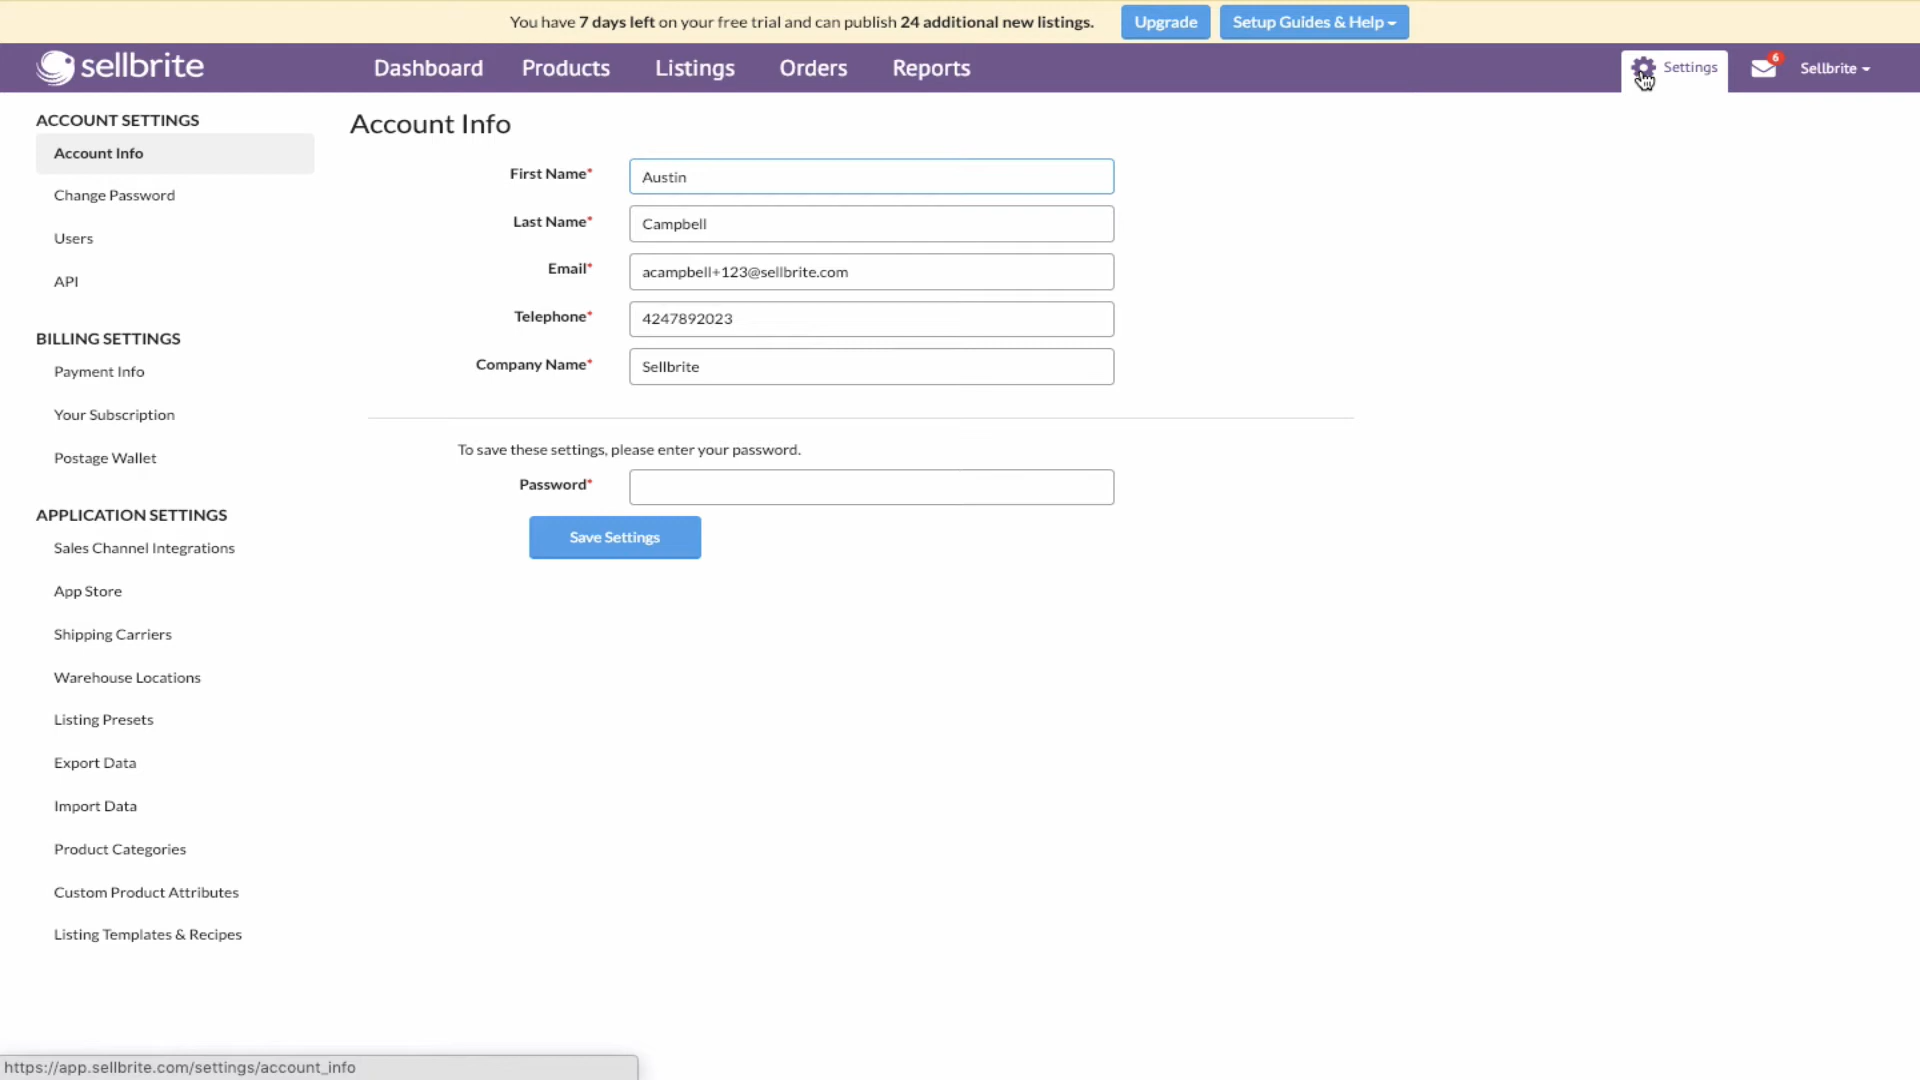 You have 7 days left on your free trial and can publish 24 additional new listings. Upgrade Setup Guides & Help
sellbrite Dashboard Products Listings Orders Reports Settings 6 Sellbrite
ACCOUNT SETTINGS
Account Info
Change Password
Users
API
BILLING SETTINGS
Payment Info
Your Subscription
Postage Wallet
APPLICATION SETTINGS
Sales Channel Integrations
App Store
Shipping Carriers
Warehouse Locations
Listing Presets
Export Data
Import Data
Product Categories
Custom Product Attributes
Listing Templates & Recipes
Account Info
First Name* Austin
Last Name* Campbell
Email* acampbell+123@sellbrite.com
Telephone* 4247892023
Company Name* Sellbrite
To save these settings, please enter your password.
Password*
Save Settings
https://app.sellbrite.com/settings/account_info